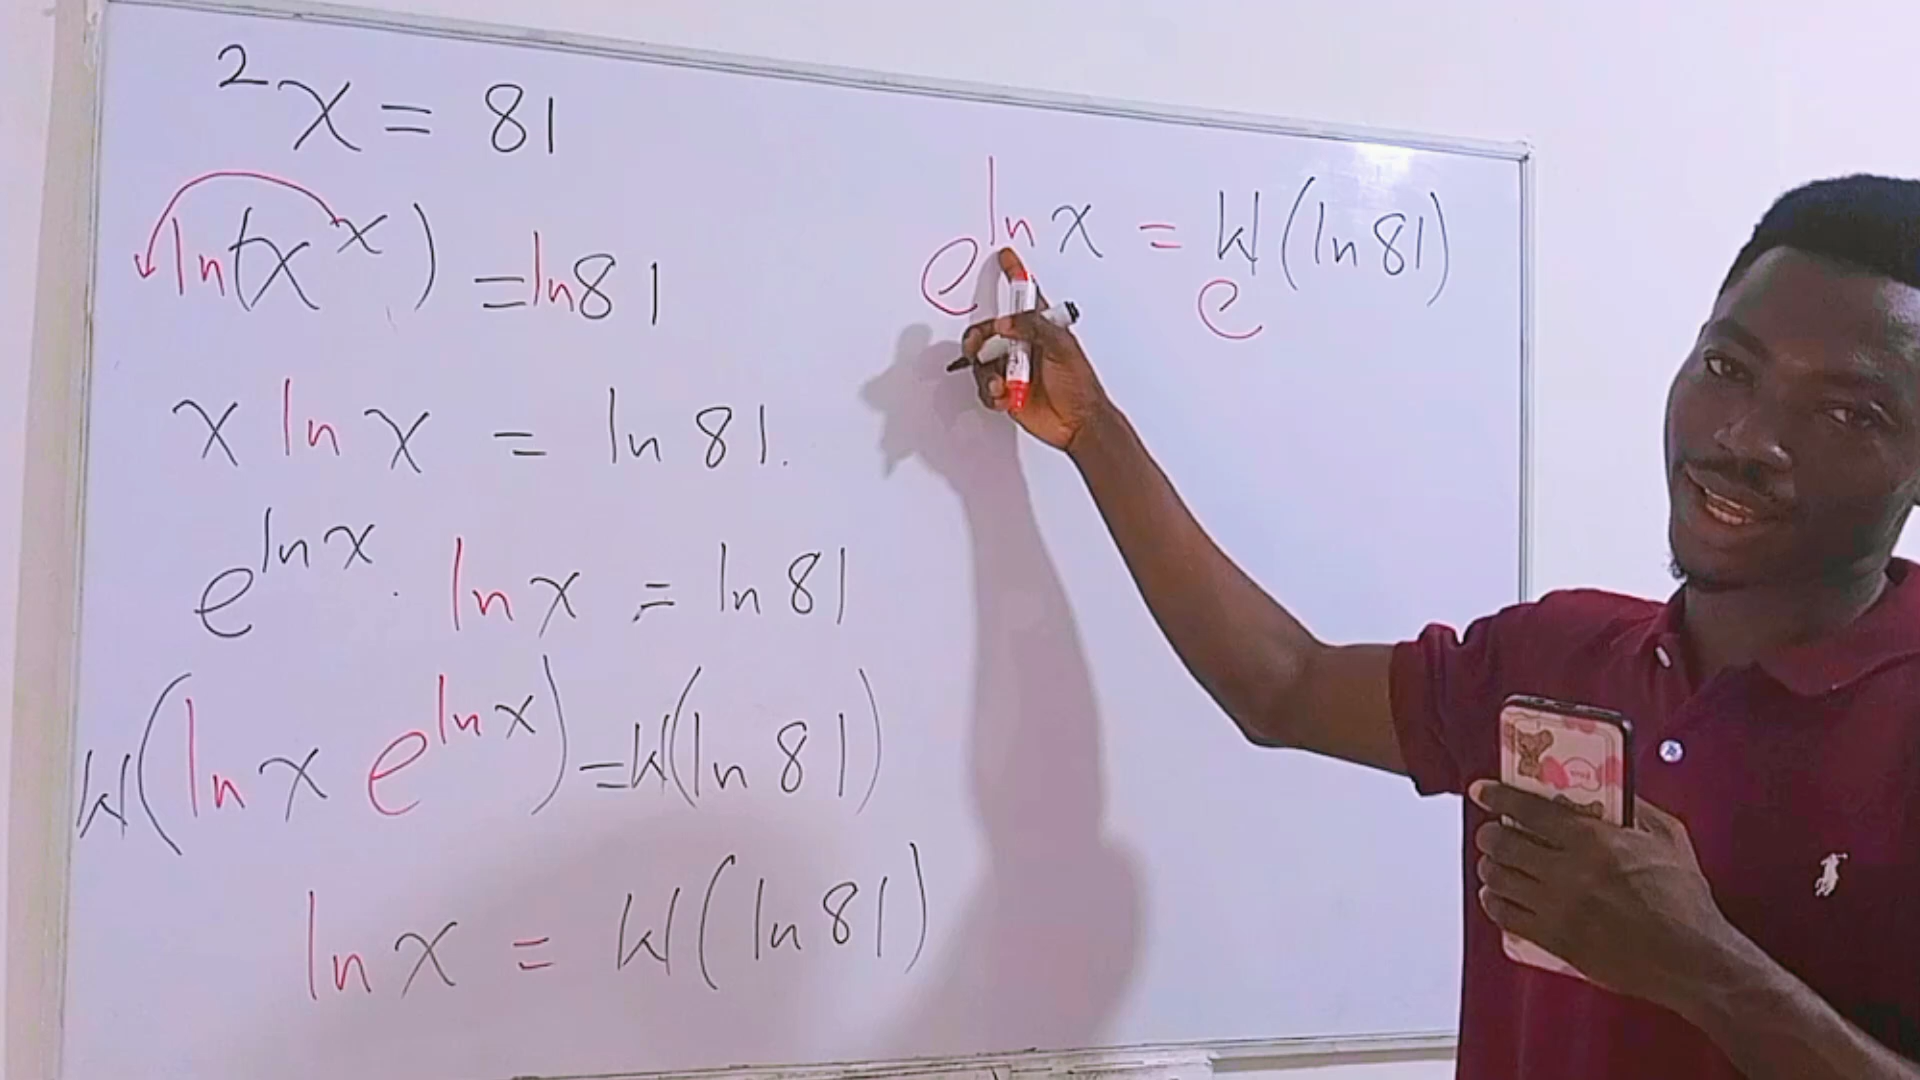 ²x = 81
ln(x^x) = ln81
x ln x = ln 81.
e^(ln x) · ln x = ln 81
W(ln x e^(ln x)) = W(ln 81)
ln x = W(ln 81)
e^(ln x) = e^(W(ln 81))